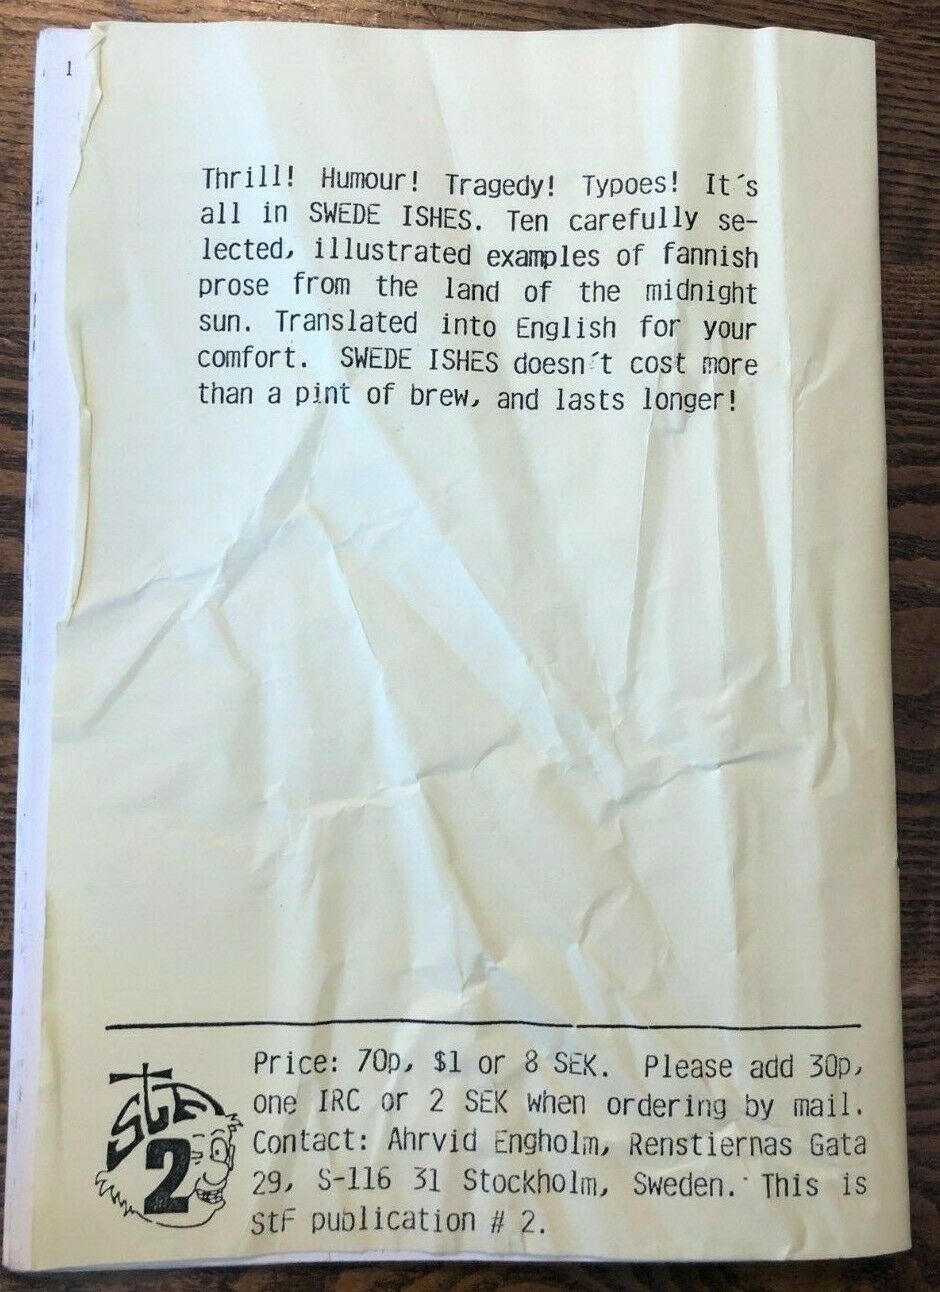 1
Thrill! Humour! Tragedy! Typoes! It´s
all in SWEDE ISHES. Ten carefully se-
lected, illustrated examples of fannish
prose from the land of the midnight
sun. Translated into English for your
comfort. SWEDE ISHES doesn´t cost more
than a pint of brew, and lasts longer!
Price: 70p, $1 or 8 SEK. Please add 30p,
one IRC or 2 SEK when ordering by mail.
Contact: Ahrvid Engholm, Renstiernas Gata
29, S-116 31 Stockholm, Sweden. This is
StF publication # 2.
StF
2